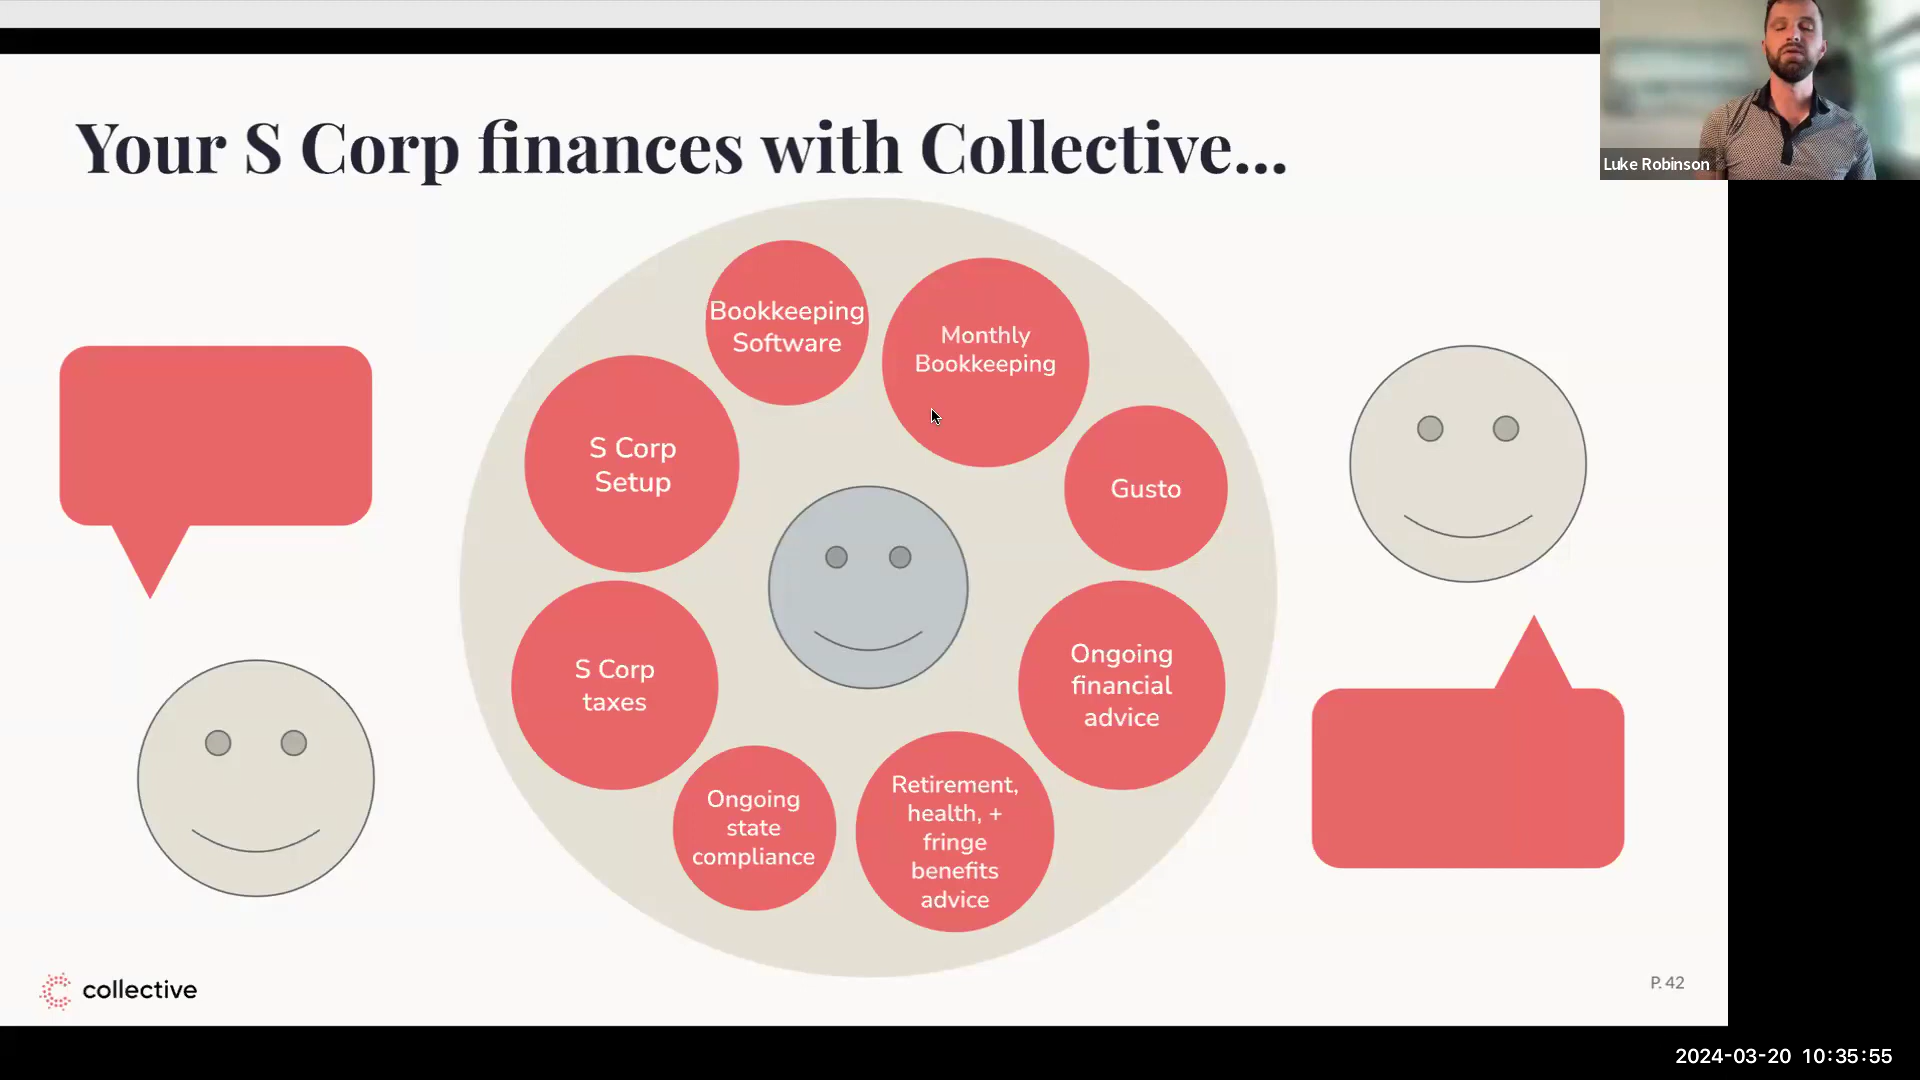 Your S Corp finances with Collective...
Luke Robinson
Bookkeeping
Software
Monthly
Bookkeeping
S Corp
Setup
Gusto
S Corp
taxes
Ongoing
financial
advice
Ongoing
state
compliance
Retirement,
health, +
fringe
benefits
advice
collective
P. 42
2024-03-20 10:35:55